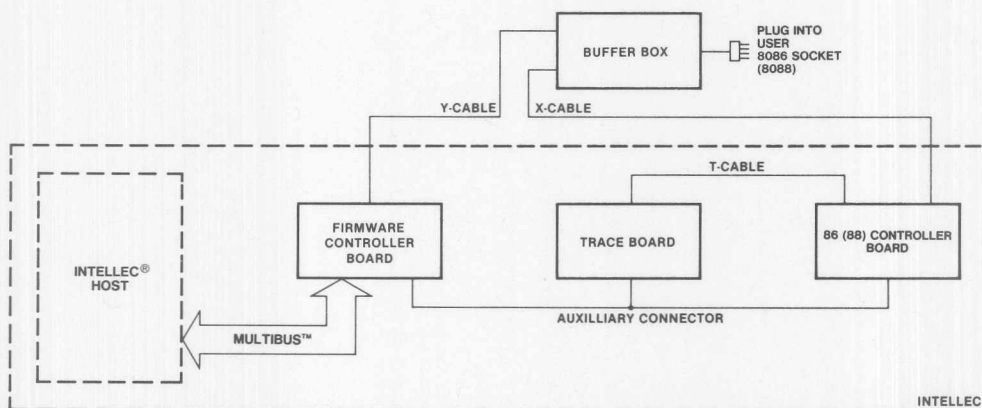 PLUG INTO
USER
8086 SOCKET
(8088)
BUFFER BOX
Y-CABLE
X-CABLE
T-CABLE
FIRMWARE
CONTROLLER
BOARD
TRACE BOARD
86 (88) CONTROLLER
BOARD
INTELLEC®
HOST
AUXILLIARY CONNECTOR
MULTIBUS™
INTELLEC